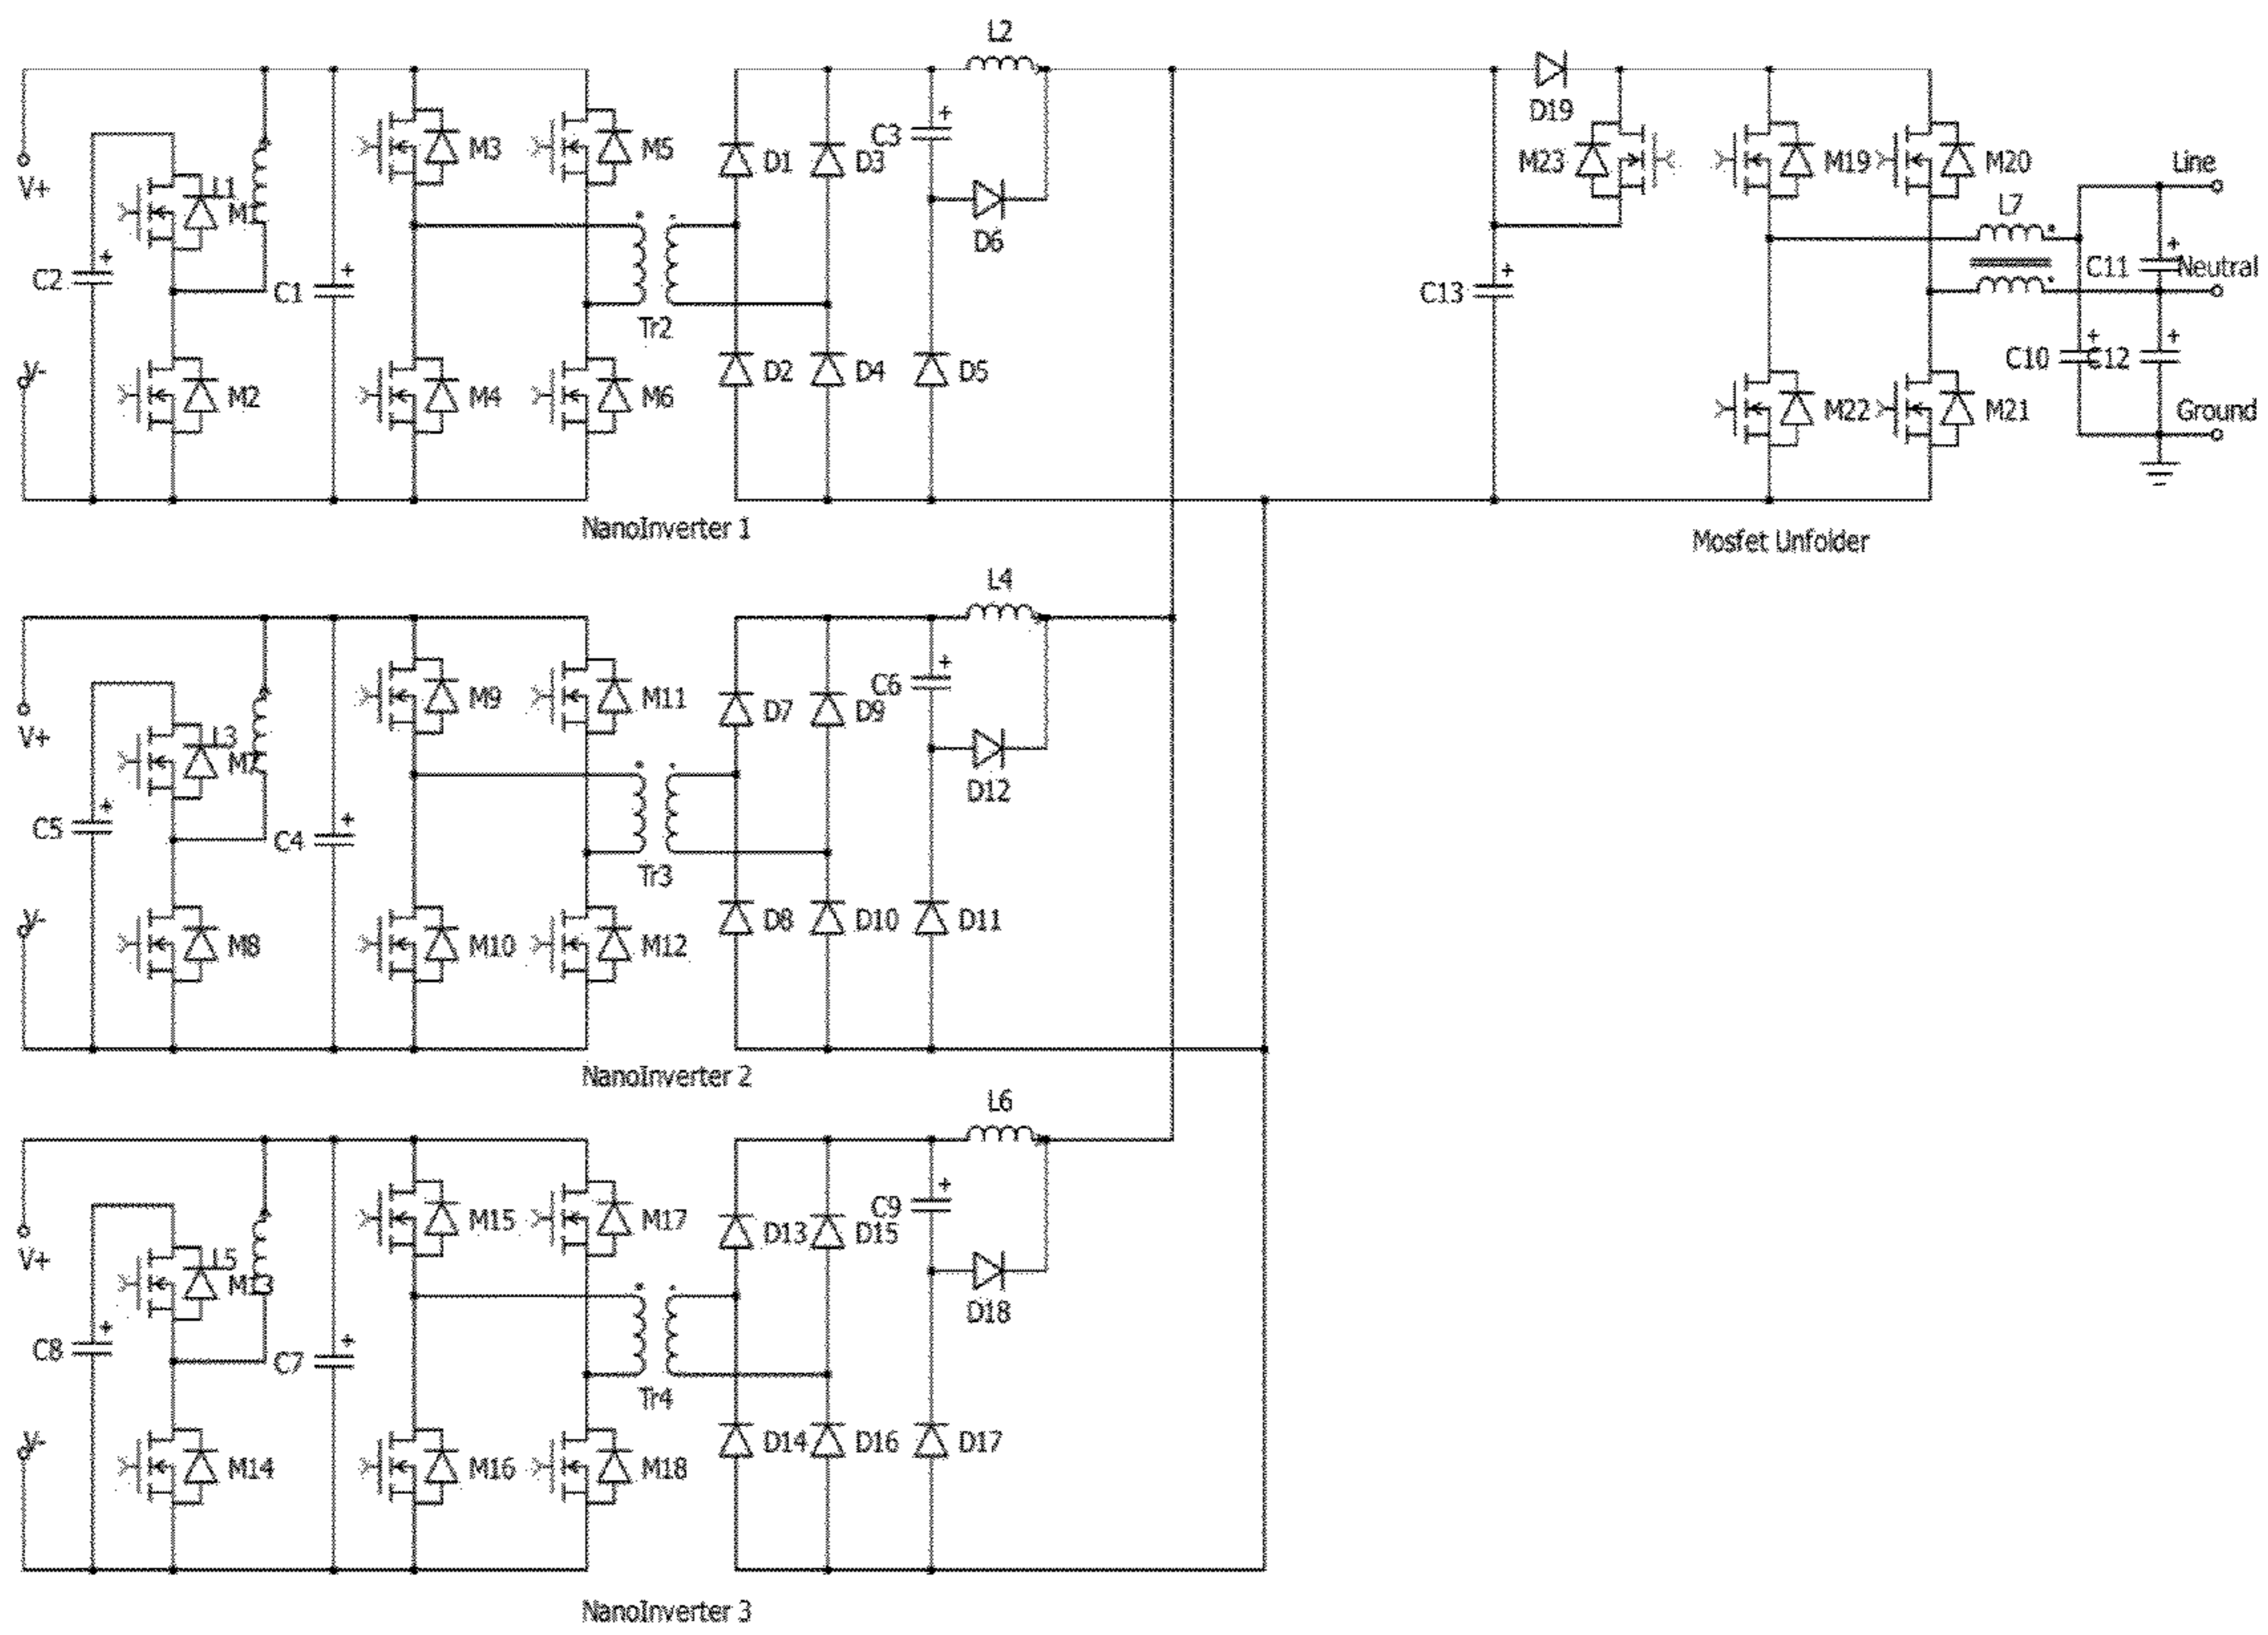 L2
D19
C3
M3
M5
D1
D3
M23
M19
M20
Line
V+
L1
M1
L7
D6
C2
C1
C11
Neutral
C13
Tr2
V-
M2
M4
M6
D2
D4
D5
C10
C12
M22
M21
Ground
NanoInverter 1
Mosfet Unfolder
L4
C6
M9
M11
D7
D9
V+
L3
M7
D12
C5
C4
Tr3
V-
M8
M10
M12
D8
D10
D11
NanoInverter 2
L6
C9
M15
M17
D13
D15
V+
L5
M13
D18
C8
C7
Tr4
V-
M14
M16
M18
D14
D16
D17
NanoInverter 3